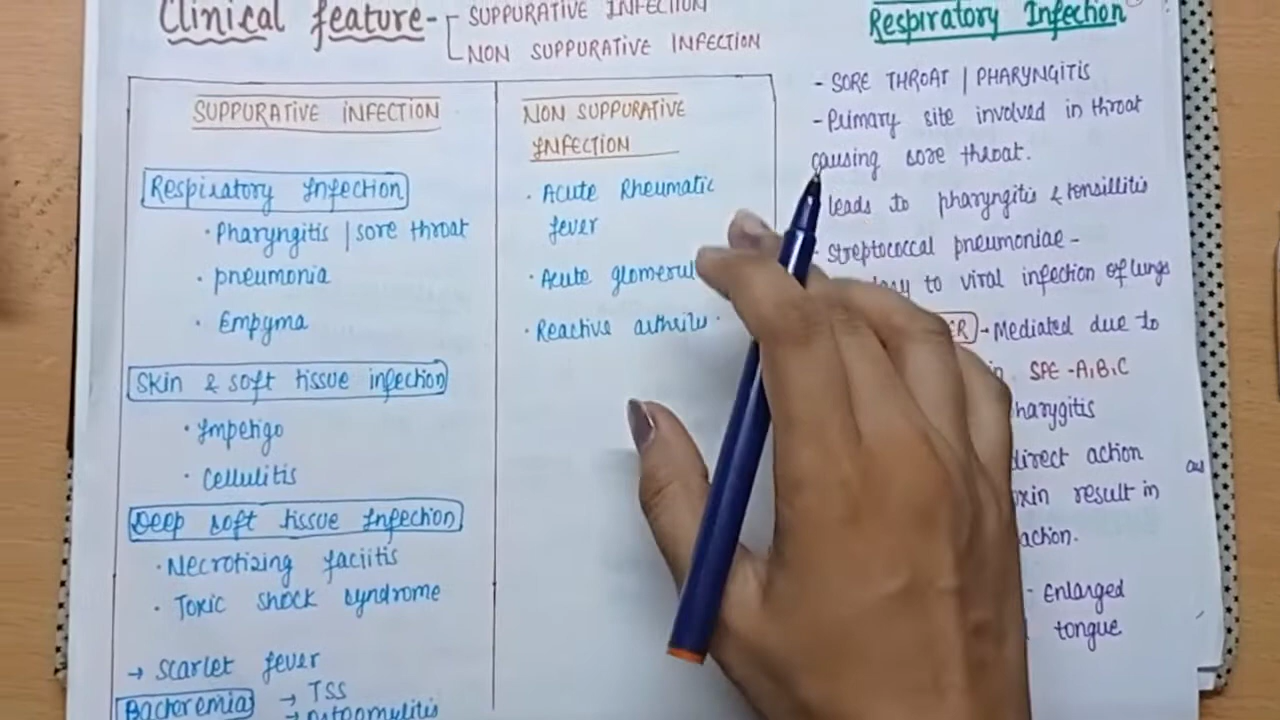 Clinical feature-
SUPPURATIVE INFECTION
NON SUPPURATIVE INFECTION
SUPPURATIVE INFECTION
Respiratory Infection
· Pharyngitis | sore throat
· pneumonia
· Empyma
Skin & soft tissue infection
· Impetigo
· Cellulitis
Deep soft tissue Infection
· Necrotizing faciitis
· Toxic shock syndrome
→ Scarlet fever
Bacteremia → TSS
→ Osteomylitis
NON SUPPURATIVE
INFECTION
· Acute Rheumatic
fever
· Acute glomerul
· Reactive
Respiratory Infection
- SORE THROAT | PHARYNGITIS
- Primary site involved in throat
causing sore throat.
leads to pharyngitis & tonsillitis
- Streptococcal pneumoniae -
to viral infection of lungs
ER - Mediated due to
SPE - A,B,C
harygitis
direct action
oxin result in
action.
- Enlarged
tongue